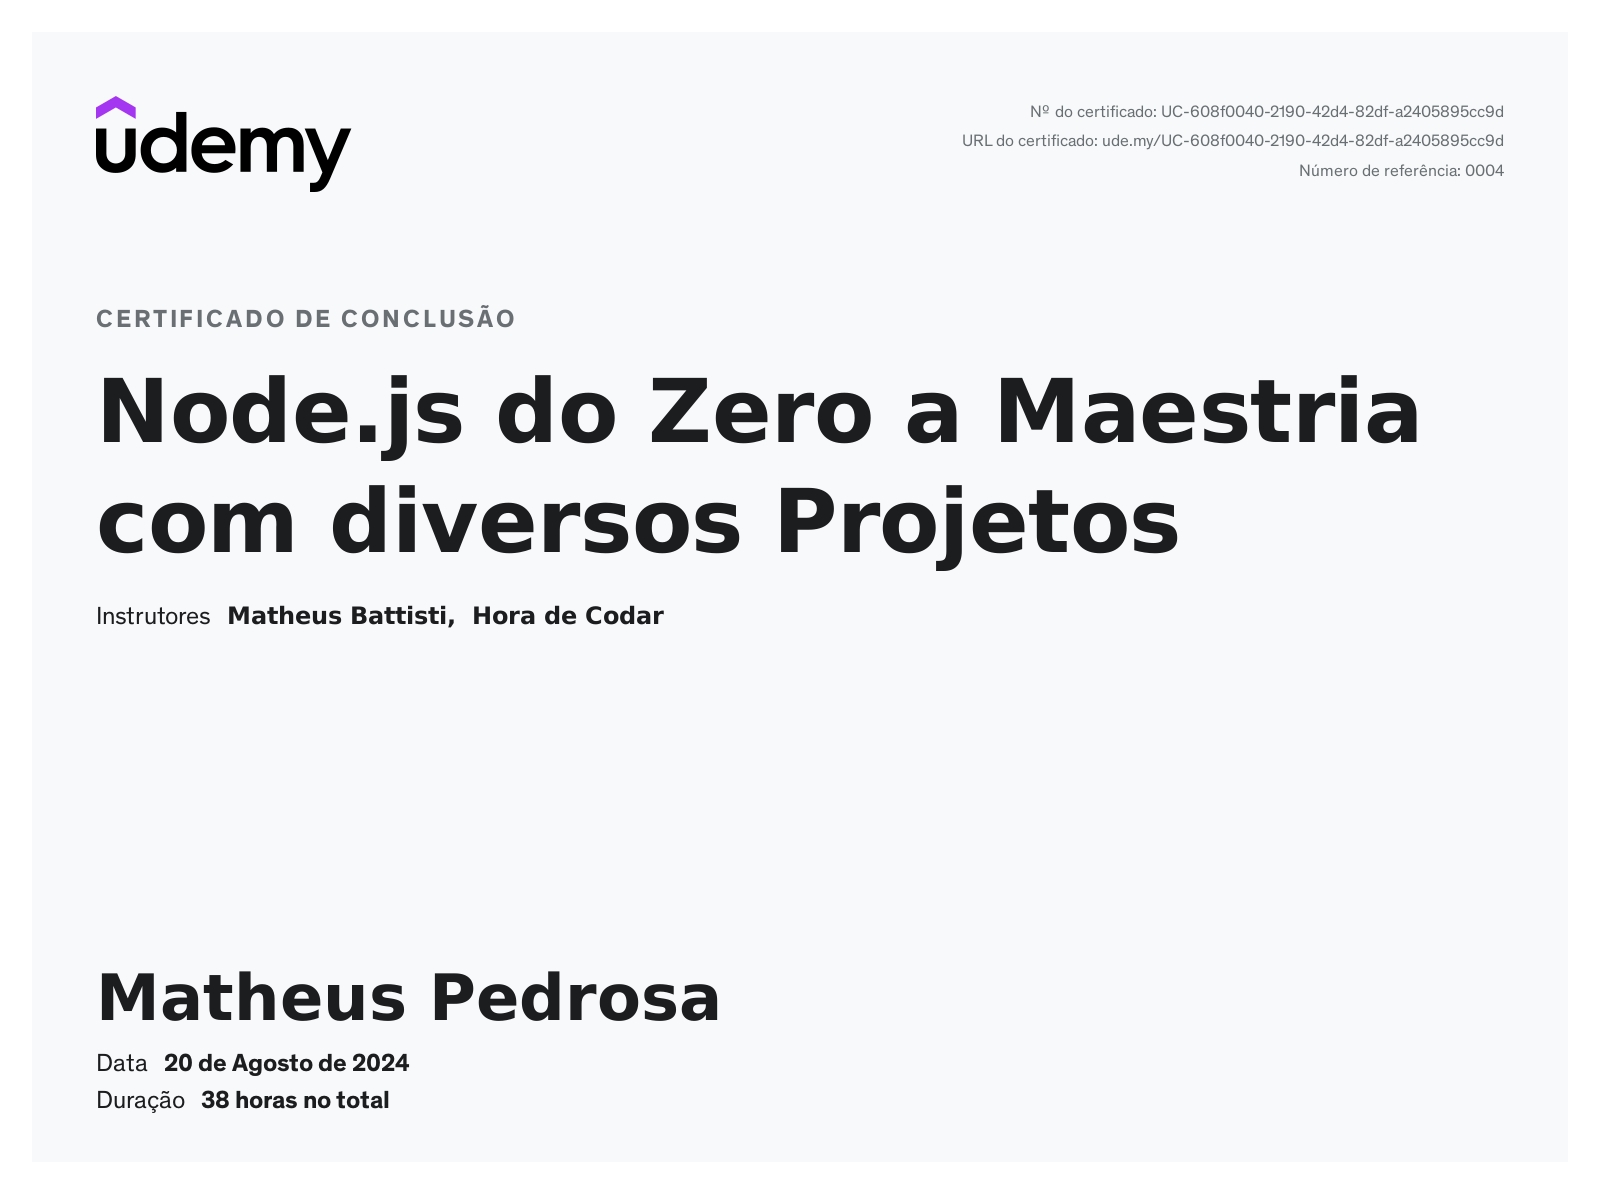 udemy
Nº do certificado: UC-608f0040-2190-42d4-82df-a2405895cc9d
URL do certificado: ude.my/UC-608f0040-2190-42d4-82df-a2405895cc9d
Número de referência: 0004
CERTIFICADO DE CONCLUSÃO
Node.js do Zero a Maestria
com diversos Projetos
Instrutores Matheus Battisti, Hora de Codar
Matheus Pedrosa
Data 20 de Agosto de 2024
Duração 38 horas no total